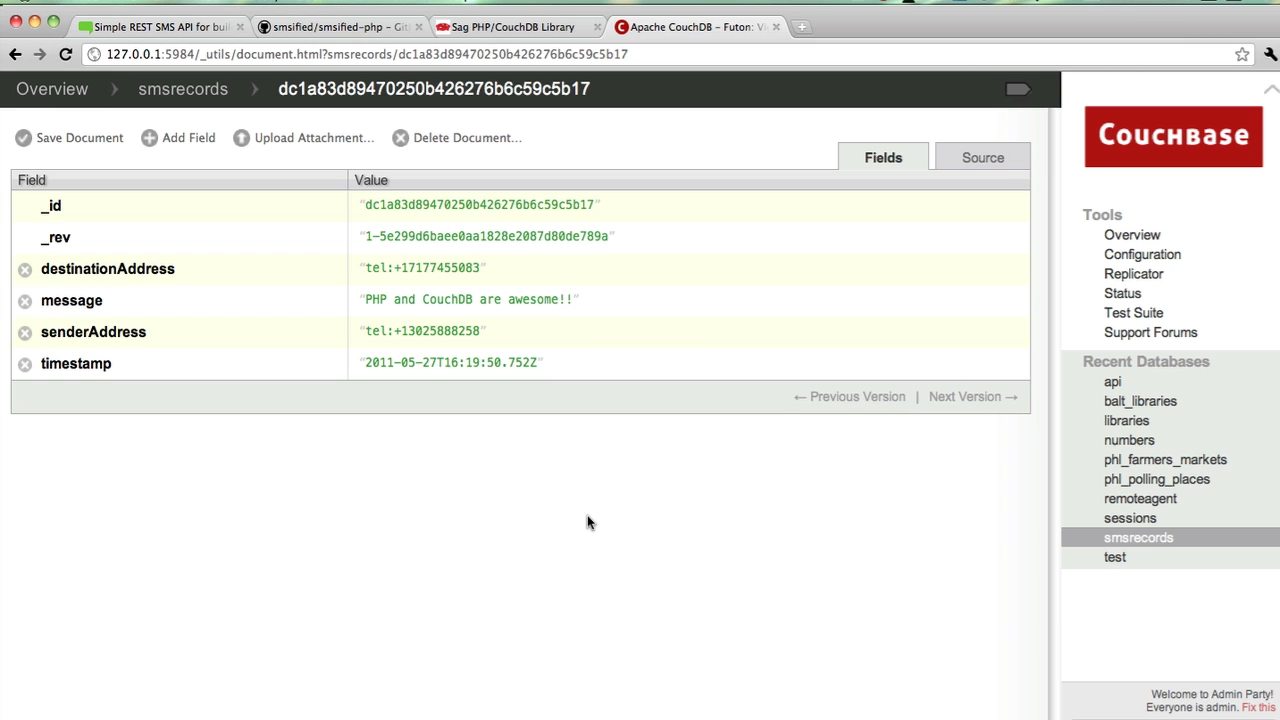 Simple REST SMS API for buil
smsified/smsified-php – Git
Sag PHP/CouchDB Library
Apache CouchDB – Futon: Vi
127.0.0.1:5984/_utils/document.html?smsrecords/dc1a83d89470250b426276b6c59c5b17
Overview smsrecords dc1a83d89470250b426276b6c59c5b17
Save Document Add Field Upload Attachment... Delete Document...
Fields Source
Field Value
_id "dc1a83d89470250b426276b6c59c5b17"
_rev "1-5e299d6baee0aa1828e2087d80de789a"
destinationAddress "tel:+17177455083"
message "PHP and CouchDB are awesome!!"
senderAddress "tel:+13025888258"
timestamp "2011-05-27T16:19:50.752Z"
← Previous Version | Next Version →
COUCHBASE
Tools
Overview
Configuration
Replicator
Status
Test Suite
Support Forums
Recent Databases
api
balt_libraries
libraries
numbers
phl_farmers_markets
phl_polling_places
remoteagent
sessions
smsrecords
test
Welcome to Admin Party!
Everyone is admin. Fix this